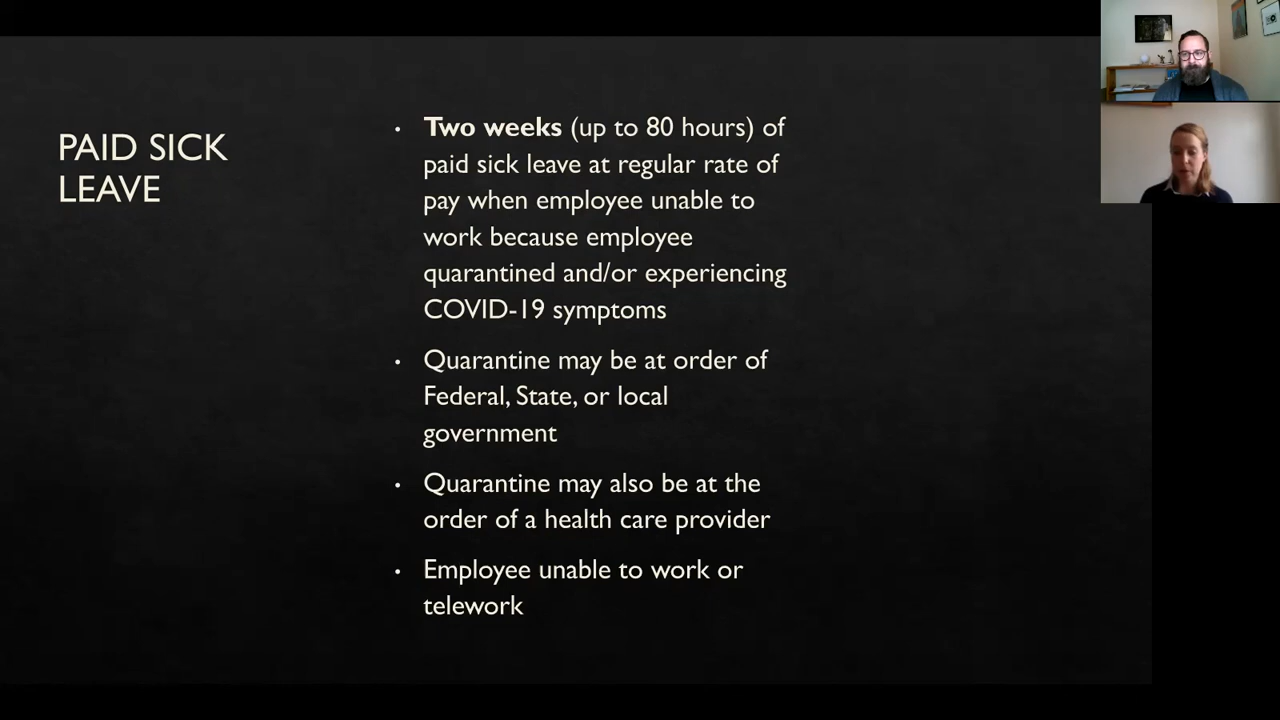 PAID SICK
LEAVE
• Two weeks (up to 80 hours) of
paid sick leave at regular rate of
pay when employee unable to
work because employee
quarantined and/or experiencing
COVID-19 symptoms
• Quarantine may be at order of
Federal, State, or local
government
• Quarantine may also be at the
order of a health care provider
• Employee unable to work or
telework